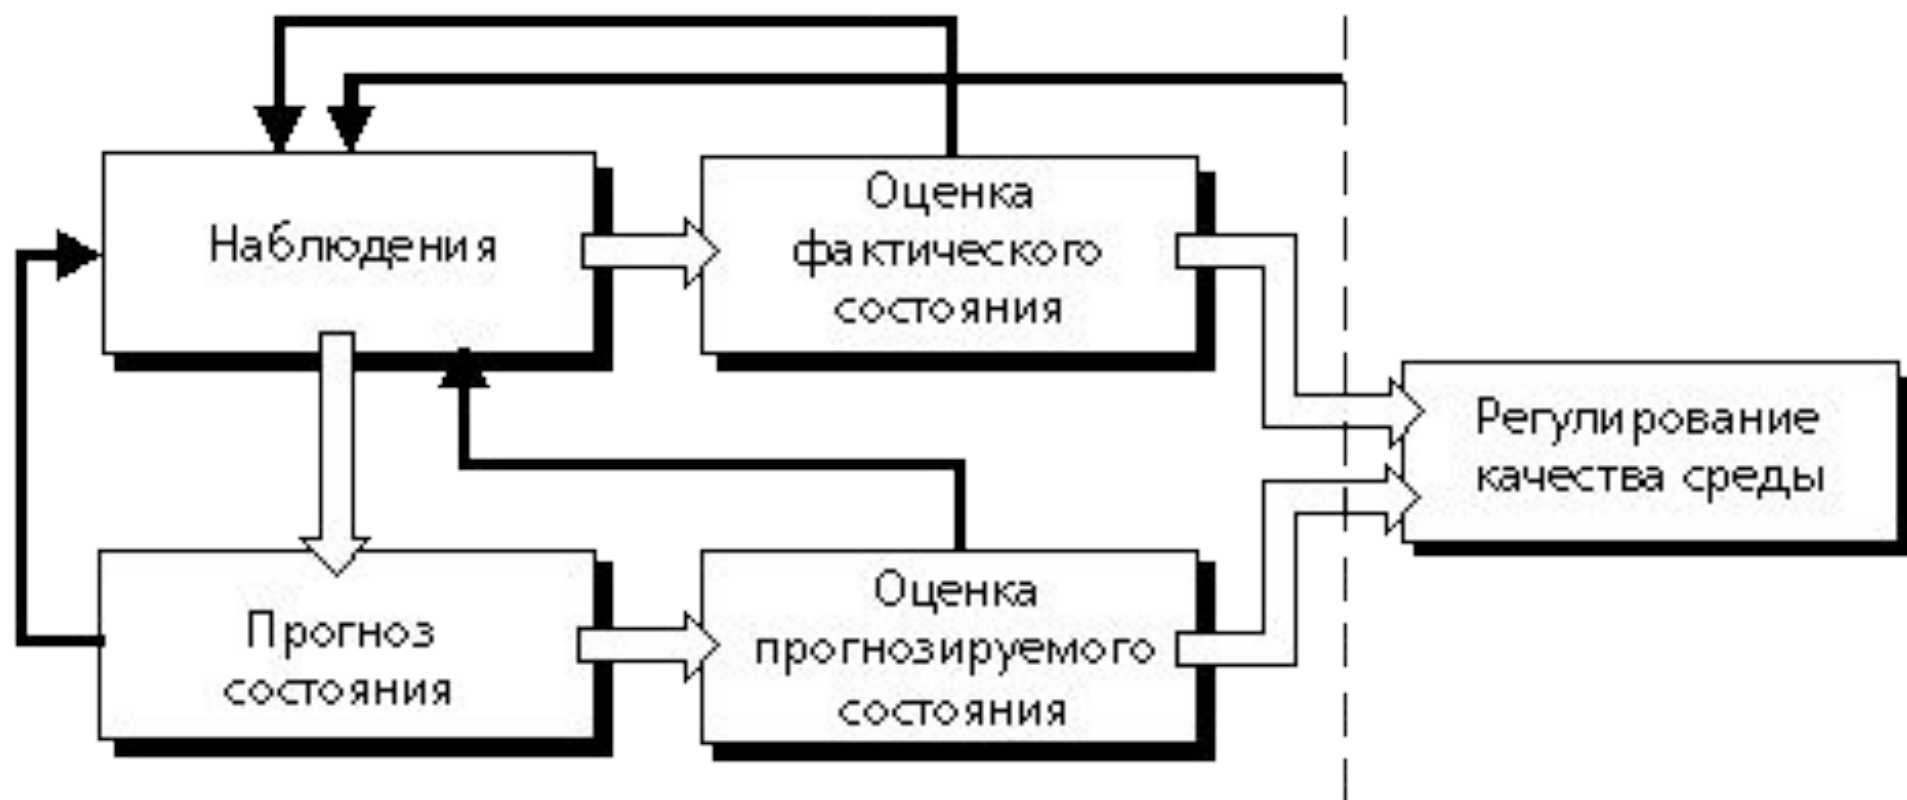 Наблюдения
Оценка
фактического
состояния
Регулирование
качества среды
Прогноз
состояния
Оценка
прогнозируемого
состояния